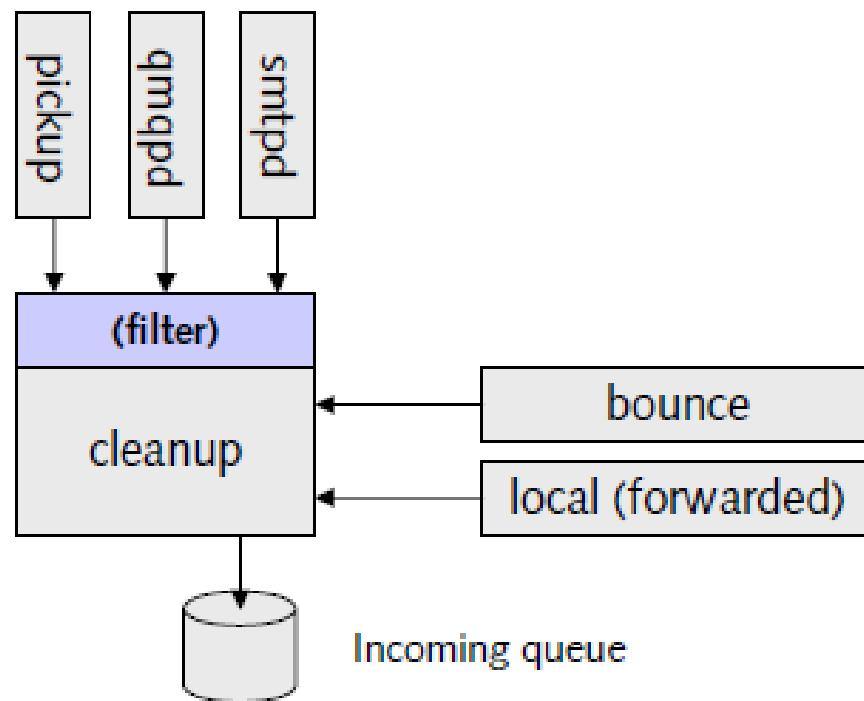 pickup
qmqpd
smtpd
(filter)
cleanup
bounce
local (forwarded)
Incoming queue